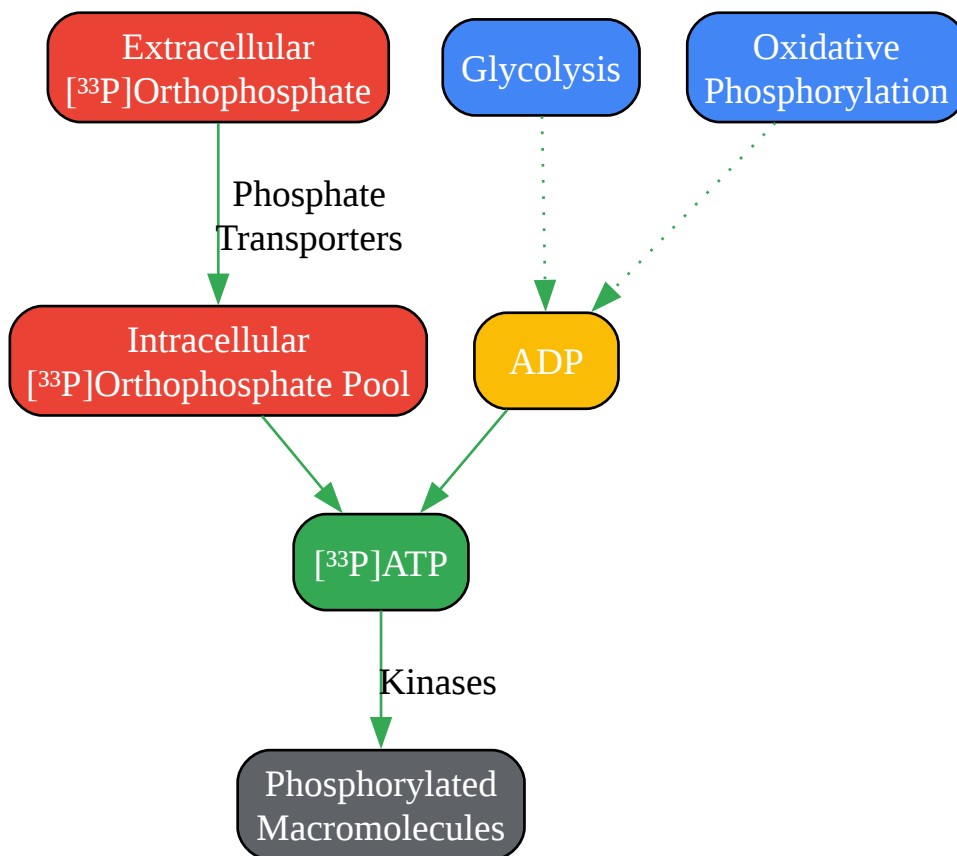 Extracellular
[³³P]Orthophosphate
Glycolysis
Oxidative
Phosphorylation
Phosphate
Transporters
Intracellular
[³³P]Orthophosphate Pool
ADP
[³³P]ATP
Kinases
Phosphorylated
Macromolecules